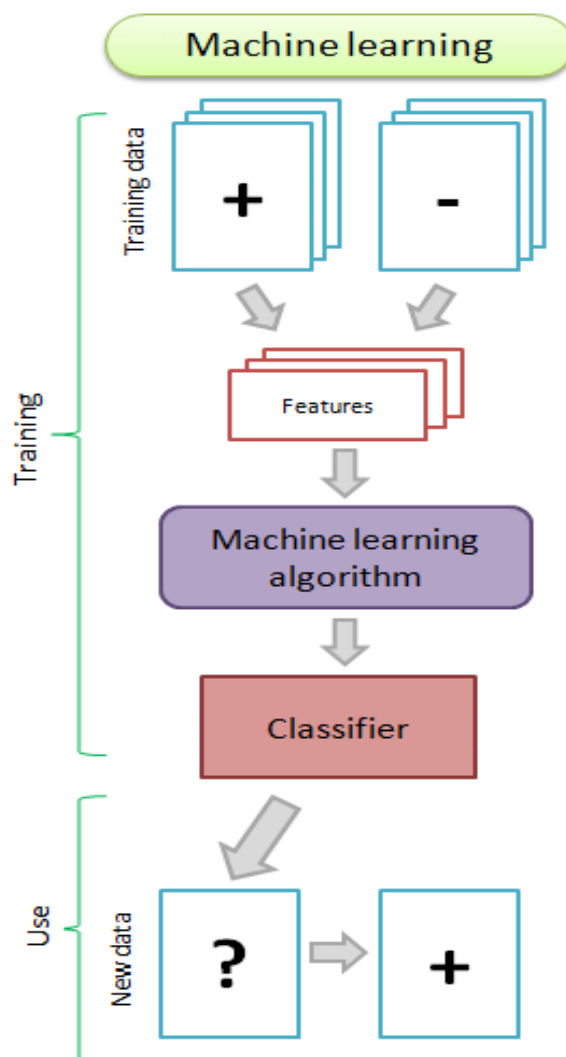 Machine learning
Training data
+
-
Features
Training
Machine learning
algorithm
Classifier
Use
New data
?
+